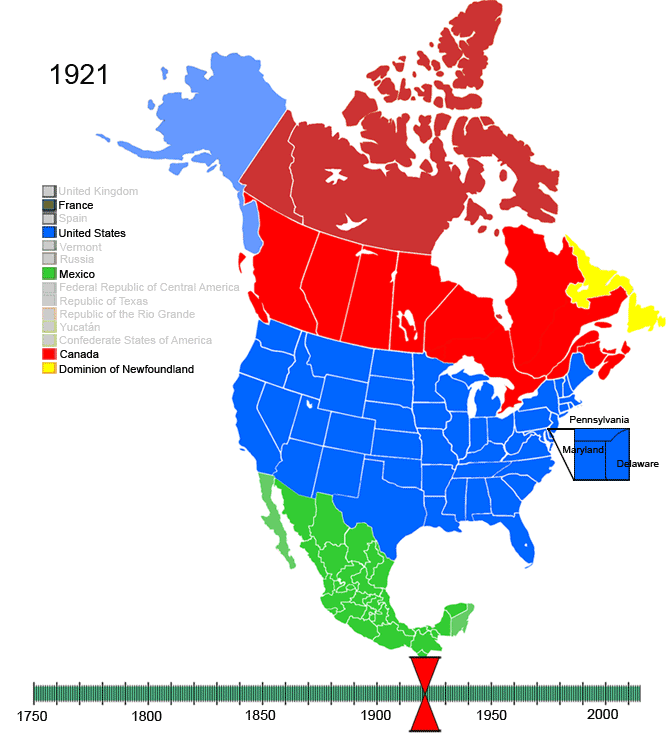 1921
United Kingdom
France
Spain
United States
Vermont
Russia
Mexico
Federal Republic of Central America
Republic of Texas
Republic of the Rio Grande
Yucatán
Confederate States of America
Canada
Dominion of Newfoundland
Pennsylvania
Maryland
Delaware
1750 1800 1850 1900 1950 2000